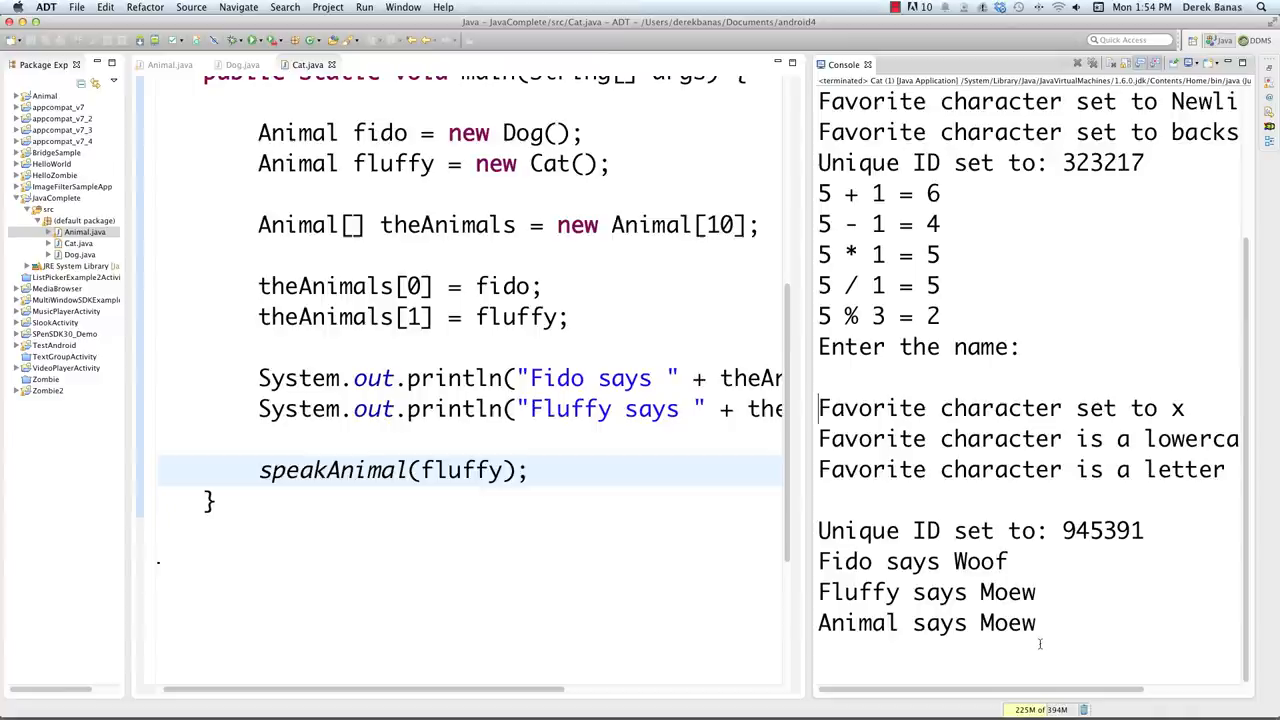 ADT File Edit Refactor Source Navigate Search Project Run Window Help
10 Mon 1:54 PM Derek Banas
Java - JavaComplete/src/Cat.java - ADT - /Users/derekbanas/Documents/android4
Quick Access
Java
DDMS
Package Exp
Animal
appcompat_v7
appcompat_v7_2
appcompat_v7_3
appcompat_v7_4
BridgeSample
HelloWorld
HelloZombie
ImageFilterSampleApp
JavaComplete
src
(default package)
Animal.java
Cat.java
Dog.java
JRE System Library [Ja
ListPickerExample2Activi
MediaBrowser
MultiWindowSDKExample
MusicPlayerActivity
SlookActivity
SPenSDK30_Demo
TestAndroid
TextGroupActivity
VideoPlayerActivity
Zombie
Zombie2
Animal.java Dog.java Cat.java
public static void main(String[] args) {
Animal fido = new Dog();
Animal fluffy = new Cat();
Animal[] theAnimals = new Animal[10];
theAnimals[0] = fido;
theAnimals[1] = fluffy;
System.out.println("Fido says " + theAn
System.out.println("Fluffy says " + the
speakAnimal(fluffy);
}
Console
<terminated> Cat (1) [Java Application] /System/Library/Java/JavaVirtualMachines/1.6.0.jdk/Contents/Home/bin/java (Ju
Favorite character set to Newli
Favorite character set to backs
Unique ID set to: 323217
5 + 1 = 6
5 - 1 = 4
5 * 1 = 5
5 / 1 = 5
5 % 3 = 2
Enter the name:
Favorite character set to x
Favorite character is a lowerca
Favorite character is a letter
Unique ID set to: 945391
Fido says Woof
Fluffy says Moew
Animal says Moew
225M of 394M